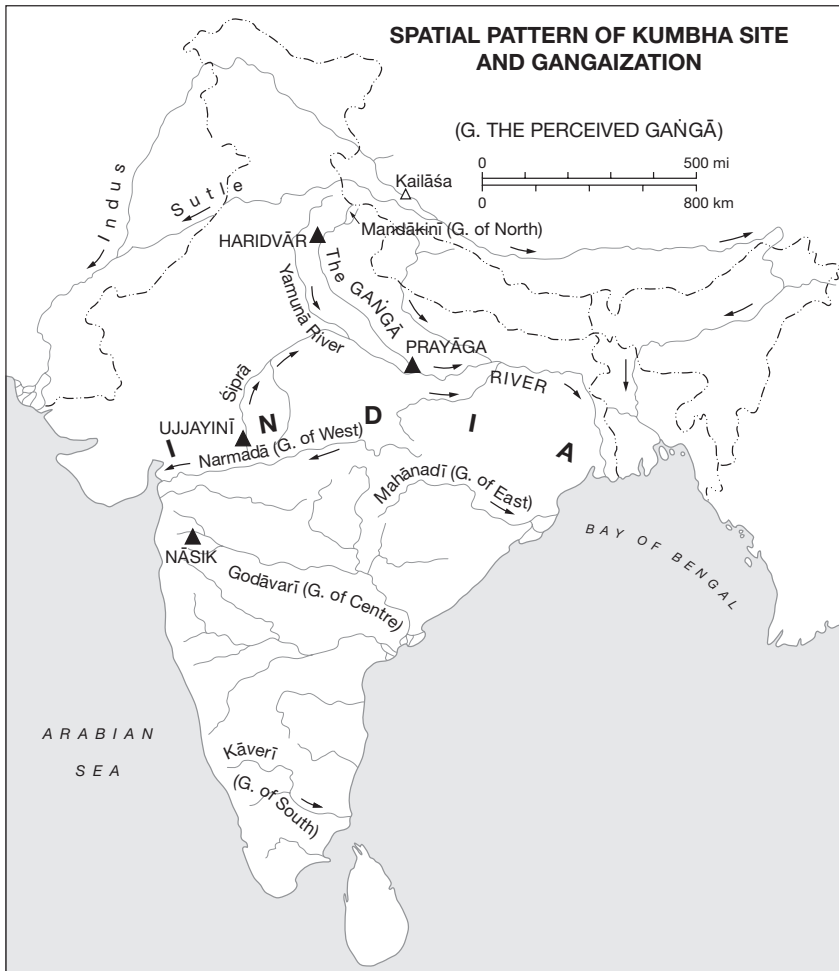 SPATIAL PATTERN OF KUMBHA SITE
AND GANGAIZATION
(G. THE PERCEIVED GAṄGĀ)
0 500 mi
0 800 km
Kailāśa
Indus
Sutle
Mandākinī (G. of North)
HARIDVĀR
The GAṄGĀ
Yamunā River
PRAYĀGA
RIVER
Śiprā
UJJAYINĪ
I N D I A
Narmadā (G. of West)
Mahānadī (G. of East)
BAY OF BENGAL
NĀSIK
Godāvarī (G. of Centre)
ARABIAN
SEA
Kāverī
(G. of South)